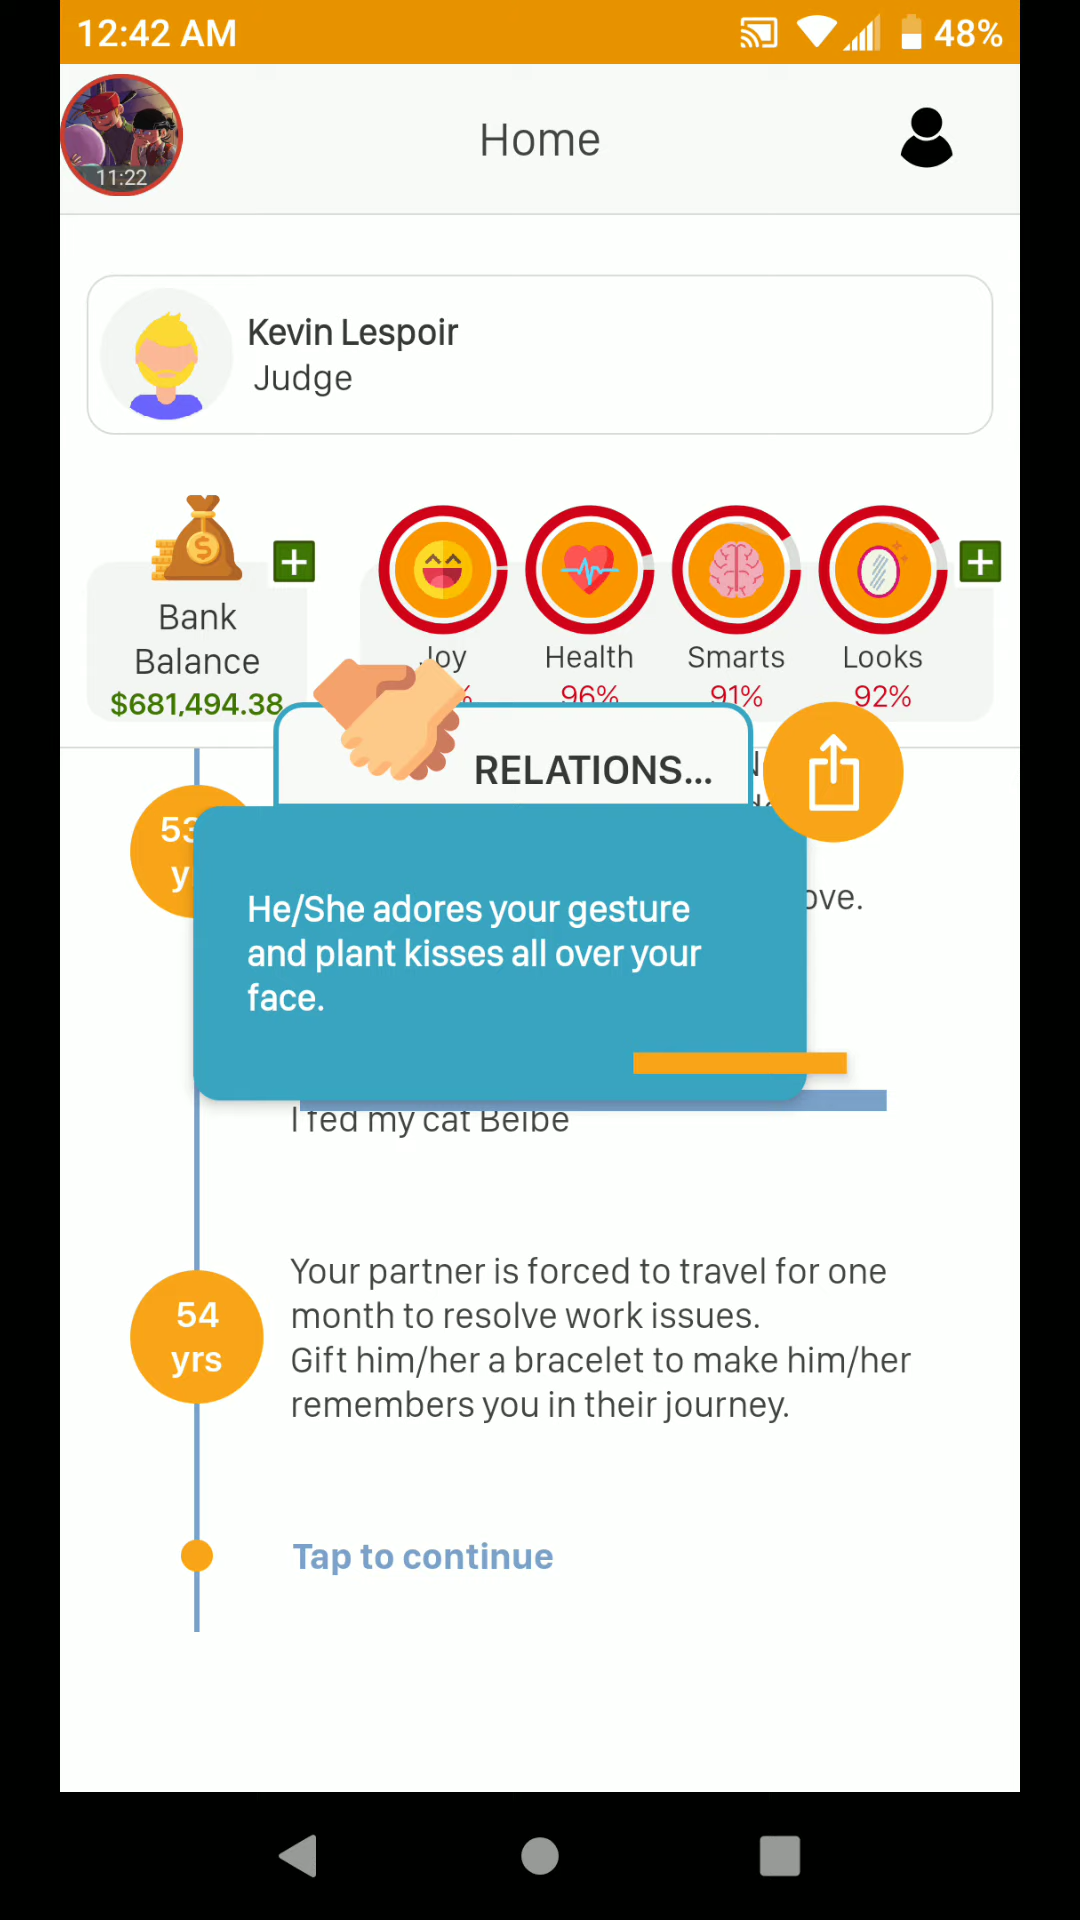 12:42 AM
48%
11:22
Home
Kevin Lespoir
Judge
Bank
Balance
$681,494.38
Joy
Health
Smarts
Looks
96%
91%
92%
RELATIONS...
53
He/She adores your gesture
and plant kisses all over your
face.
I fed my cat Beibe
54
yrs
Your partner is forced to travel for one
month to resolve work issues.
Gift him/her a bracelet to make him/her
remembers you in their journey.
Tap to continue